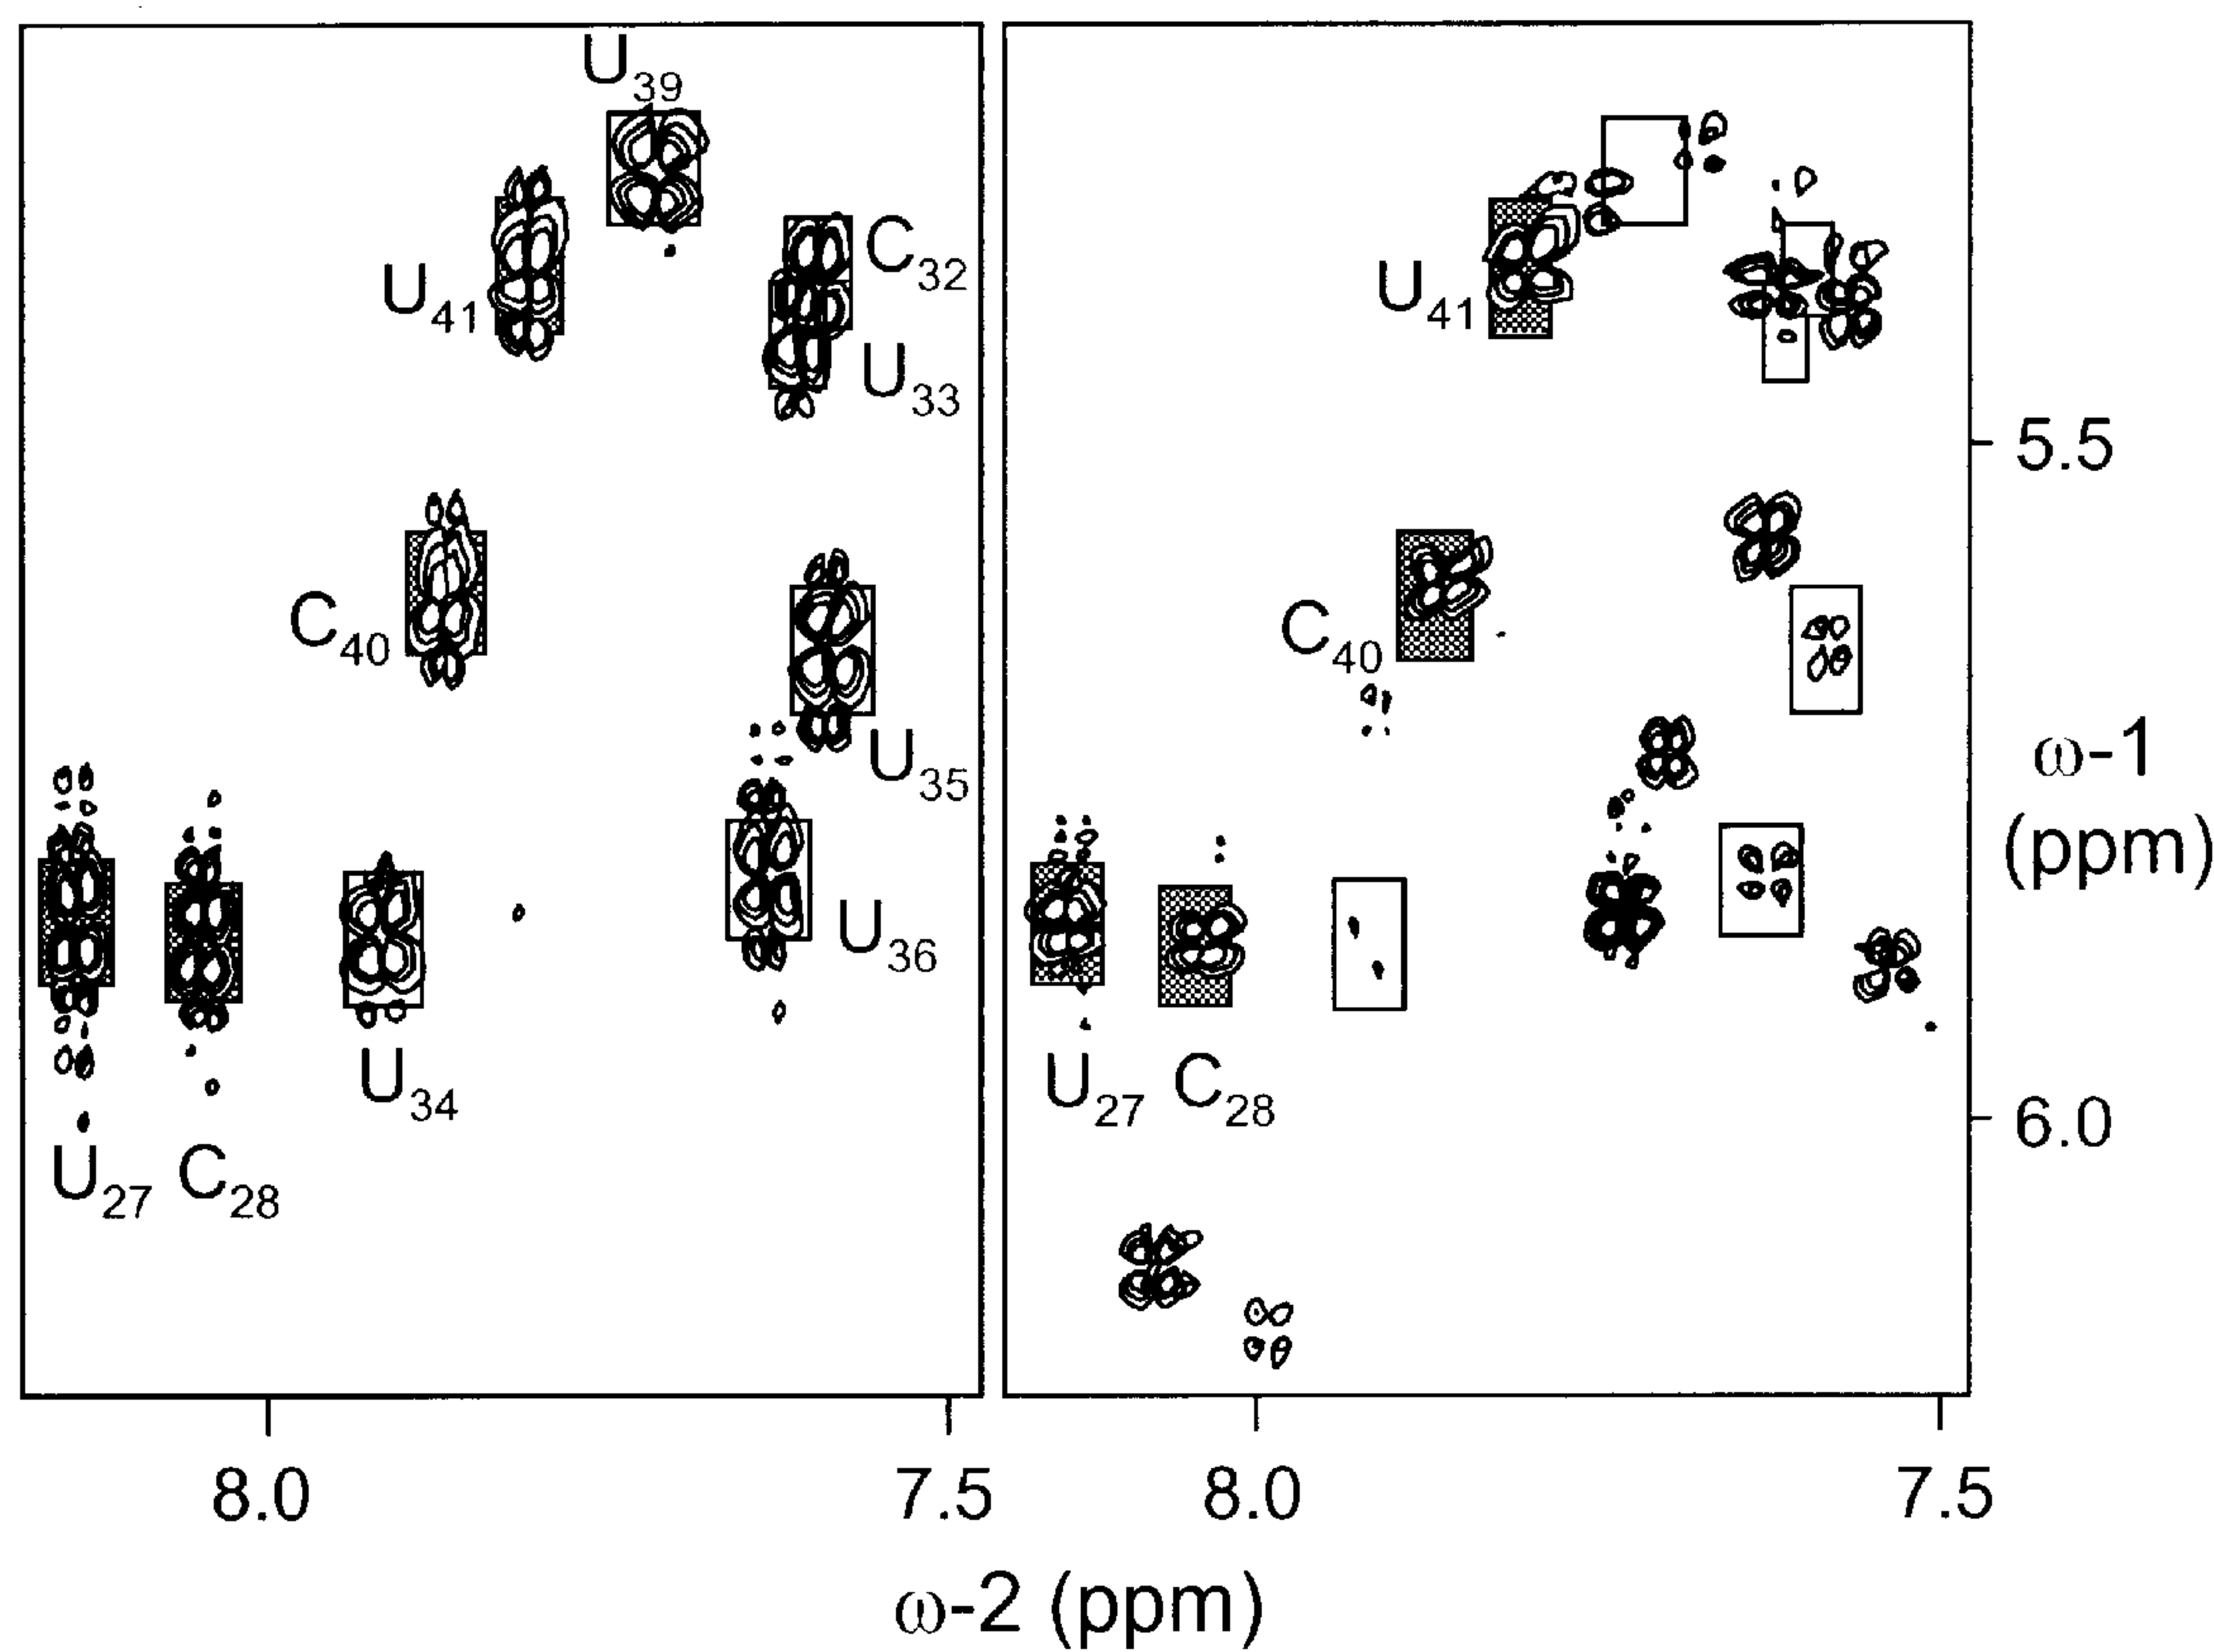 U39
C32
U41
U41
U33
5.5
C40
C40
ω-1
(ppm)
U35
U36
U34
U27 C28
6.0
U27 C28
8.0 7.5 8.0 7.5
ω-2 (ppm)